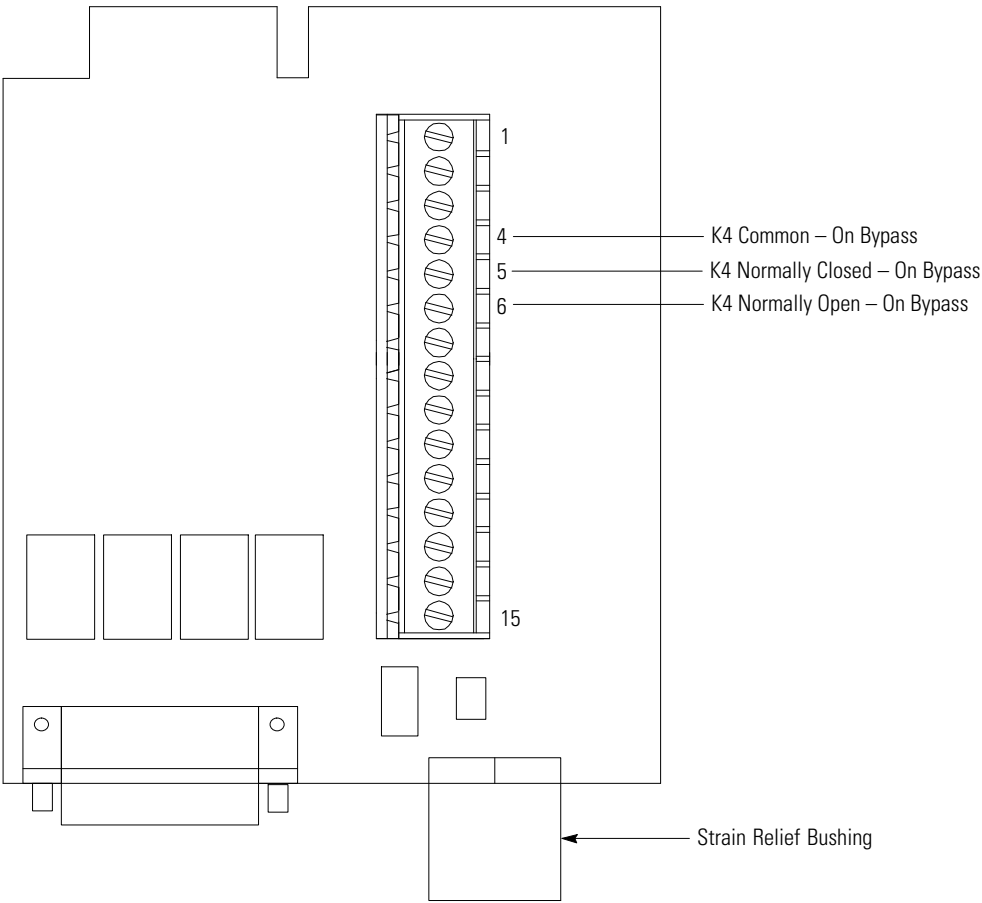 1
4 K4 Common – On Bypass
5 K4 Normally Closed – On Bypass
6 K4 Normally Open – On Bypass
15
Strain Relief Bushing